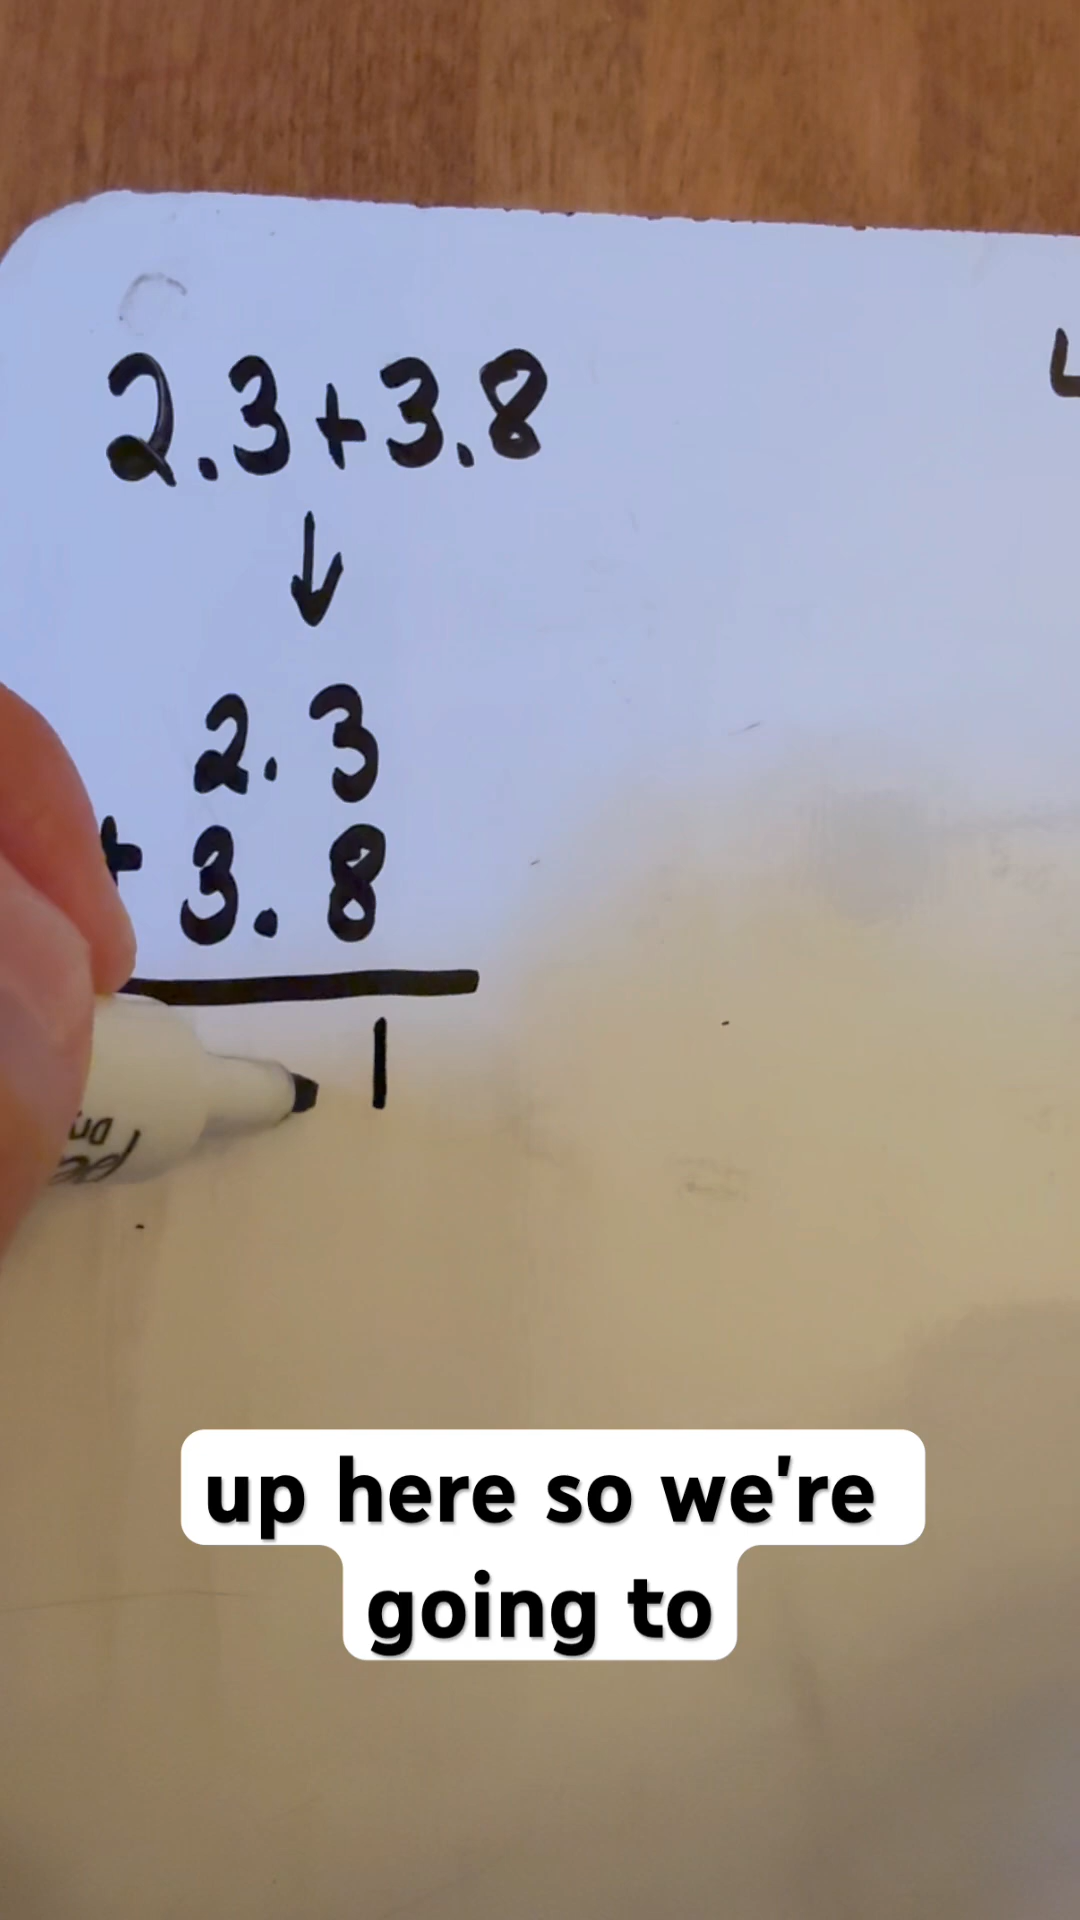 2.3+3.8
↓
2.3
+ 3.8
1
up here so we're
going to